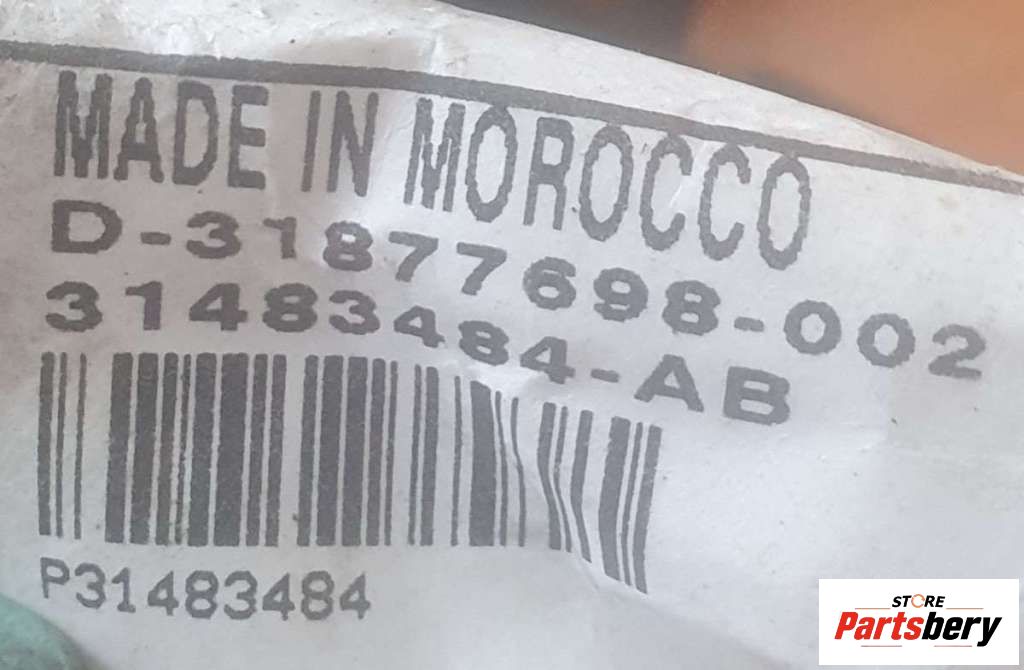 MADE IN MOROCCO
D-31877698-002
31483484-AB
P31483484
STORE
Partsbery